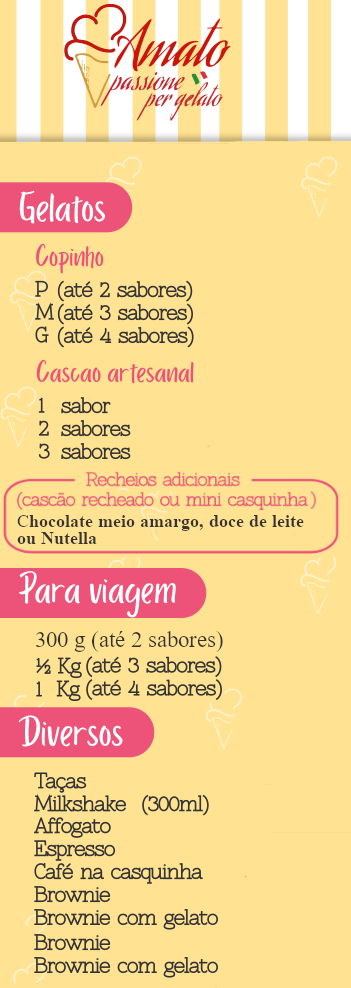 Amato
passione
per gelato
Gelatos
Copinho
P (até 2 sabores)
M (até 3 sabores)
G (até 4 sabores)
Cascao artesanal
1 sabor
2 sabores
3 sabores
Recheios adicionais
(cascão recheado ou mini casquinha)
Chocolate meio amargo, doce de leite
ou Nutella
Para viagem
300 g (até 2 sabores)
½ Kg (até 3 sabores)
1 Kg (até 4 sabores)
Diversos
Taças
Milkshake (300ml)
Affogato
Espresso
Café na casquinha
Brownie
Brownie com gelato
Brownie
Brownie com gelato